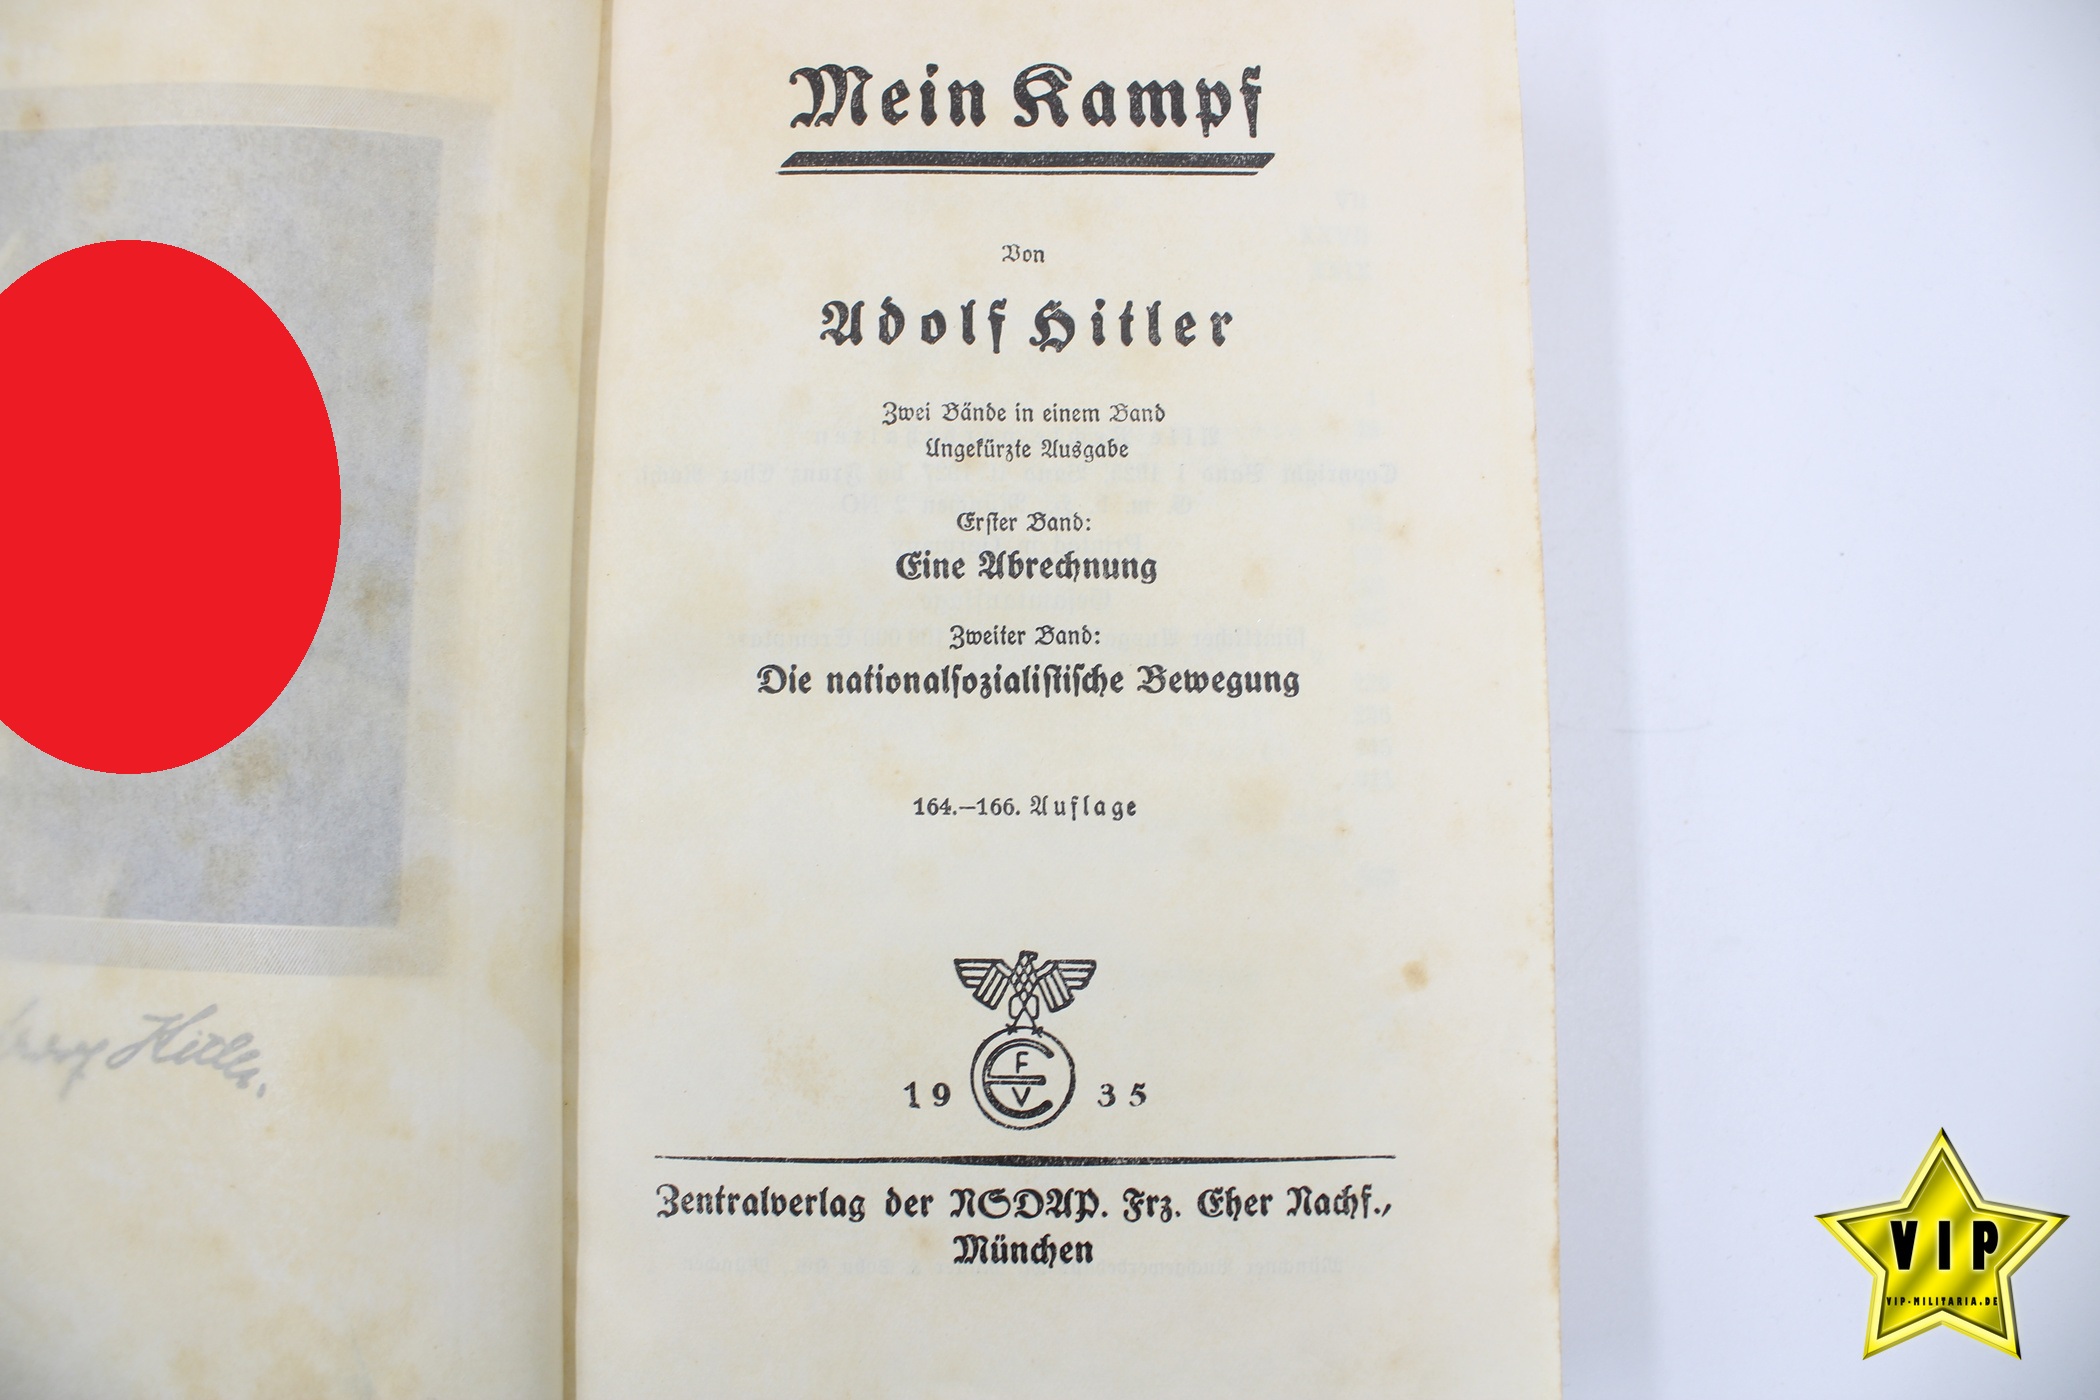 Hitler.
Mein Kampf
Von
Adolf Hitler
Zwei Bände in einem Band
Ungekürzte Ausgabe
Erster Band:
Eine Abrechnung
Zweiter Band:
Die nationalsozialistische Bewegung
164.–166. Auflage
F
E
V
19 35
Zentralverlag der NSDAP. Frz. Eher Nachf.,
München
VIP
VIP-MILITARIA.DE